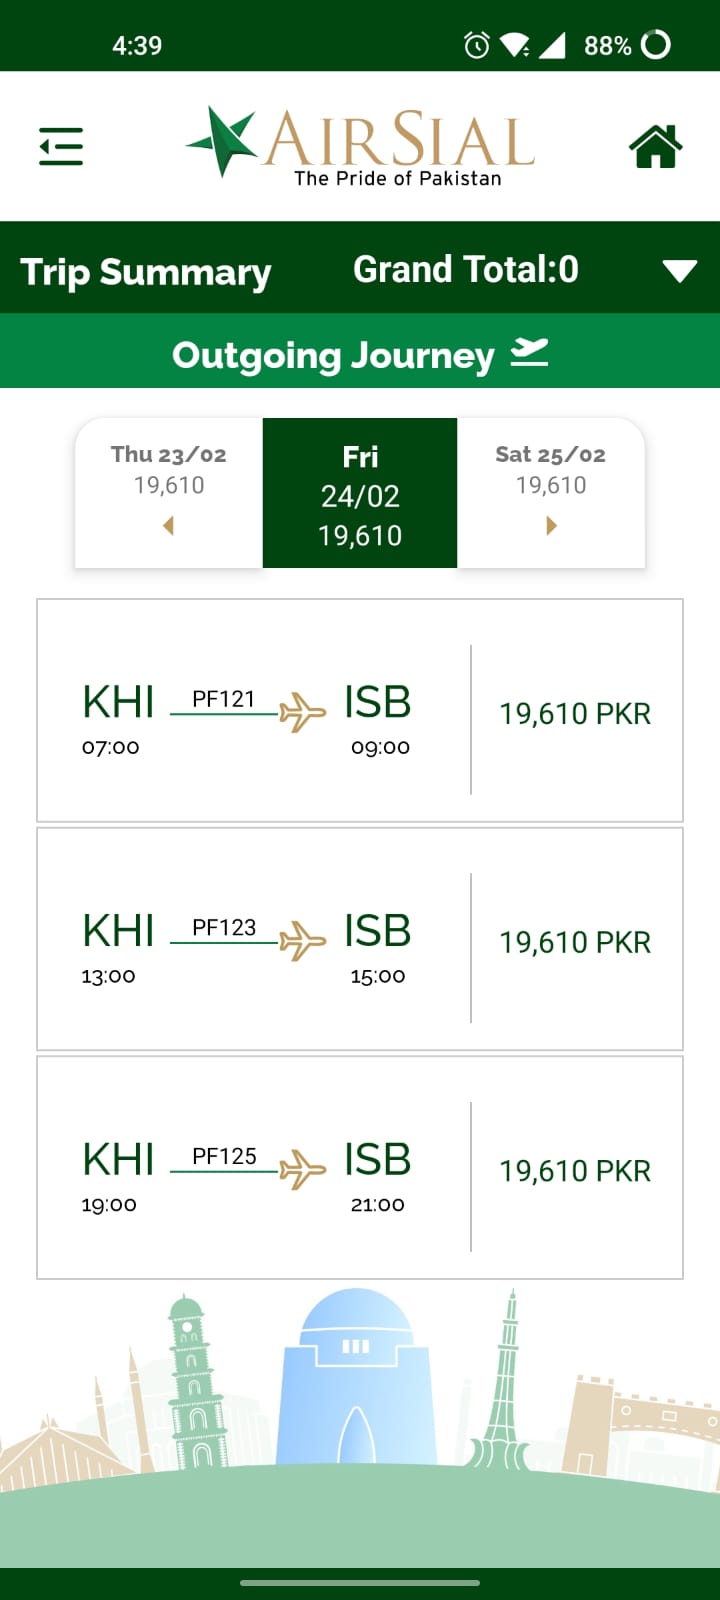 4:39
88%
AIRSIAL
The Pride of Pakistan
Trip Summary Grand Total:0
Outgoing Journey
Thu 23/02
19,610
Fri
24/02
19,610
Sat 25/02
19,610
KHI PF121 ISB
07:00 09:00
19,610 PKR
KHI PF123 ISB
13:00 15:00
19,610 PKR
KHI PF125 ISB
19:00 21:00
19,610 PKR